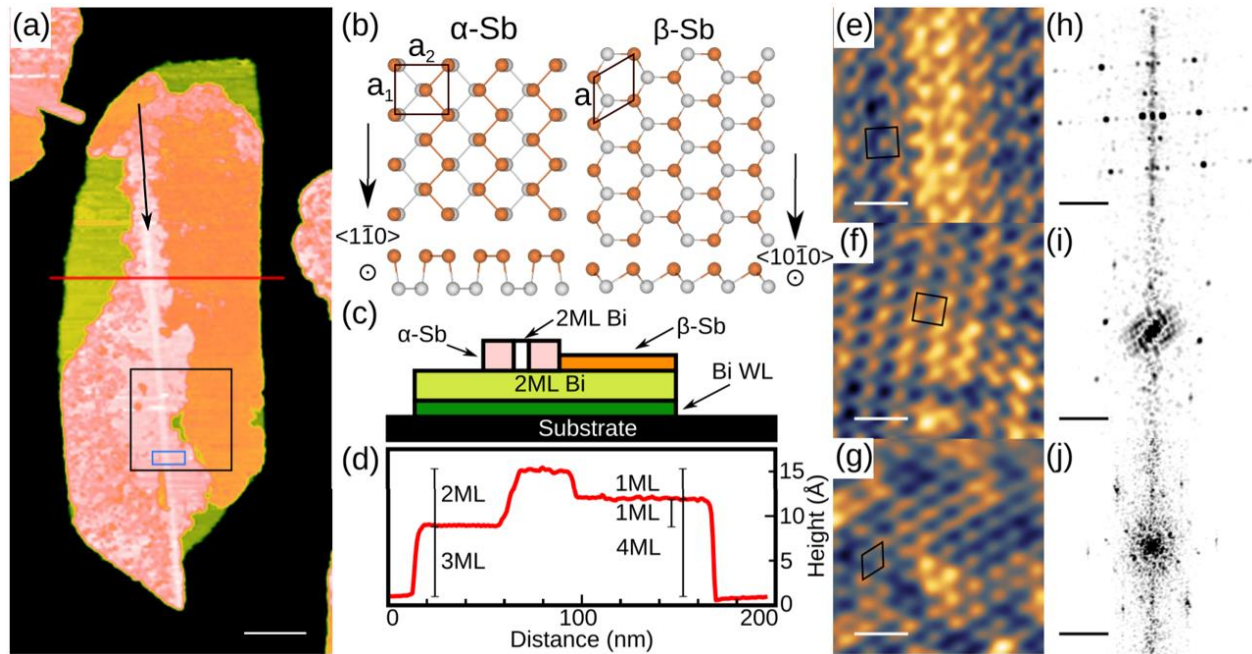 (a)
(b)
α-Sb
β-Sb
a₂
a₁
a
<11̄0>
<101̄0>
(c)
2ML Bi
α-Sb
β-Sb
2ML Bi
Bi WL
Substrate
(d)
2ML
3ML
1ML
1ML
4ML
15
10
5
0
Height (Å)
0
100
200
Distance (nm)
(e)
(f)
(g)
(h)
(i)
(j)